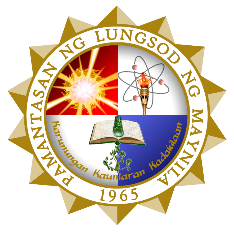 PAMANTASAN NG LUNGSOD NG MAYNILA
Karunungan Kaunlaran Kadakilaan
1965